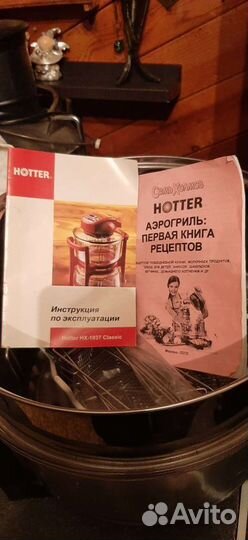 HOTTER.
Инструкция
по эксплуатации
Hotter HX-1037 Classic
HOTTER
АЭРОГРИЛЬ:
ПЕРВАЯ КНИГА
РЕЦЕПТОВ
Avito